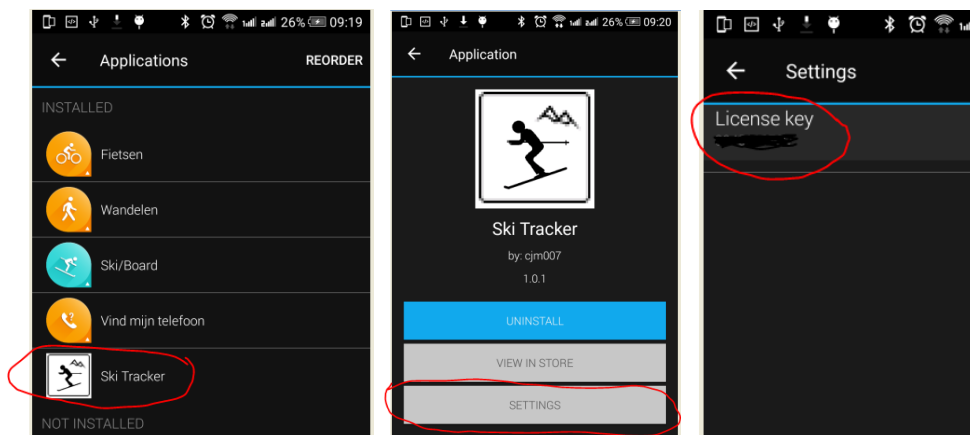 26% 09:19
Applications REORDER
INSTALLED
Fietsen
Wandelen
Ski/Board
Vind mijn telefoon
Ski Tracker
NOT INSTALLED
26% 09:20
Application
Ski Tracker
by: cjm007
1.0.1
UNINSTALL
VIEW IN STORE
SETTINGS
Settings
License key